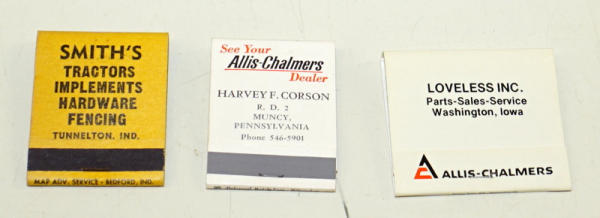 SMITH'S
TRACTORS
IMPLEMENTS
HARDWARE
FENCING
TUNNELTON, IND.
MAP ADV. SERVICE - BEDFORD, IND.
See Your
Allis-Chalmers
Dealer
HARVEY F. CORSON
R. D. 2
MUNCY,
PENNSYLVANIA
Phone 546-5901
LOVELESS INC.
Parts-Sales-Service
Washington, Iowa
ALLIS-CHALMERS